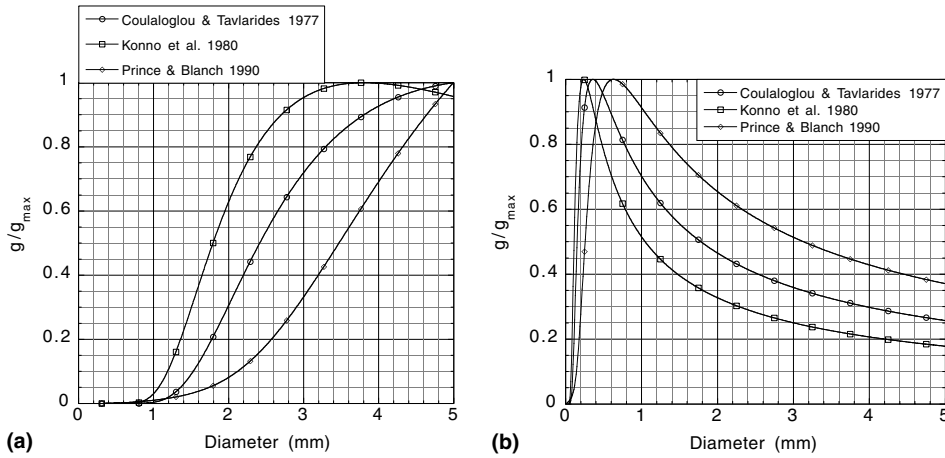 Coulaloglou & Tavlarides 1977
Konno et al. 1980
Prince & Blanch 1990
1
0.8
0.6
0.4
0.2
0
g/gmax
0 1 2 3 4 5
(a)
Diameter (mm)
Coulaloglou & Tavlarides 1977
Konno et al. 1980
Prince & Blanch 1990
1
0.8
0.6
0.4
0.2
0
g/gmax
0 1 2 3 4 5
(b)
Diameter (mm)